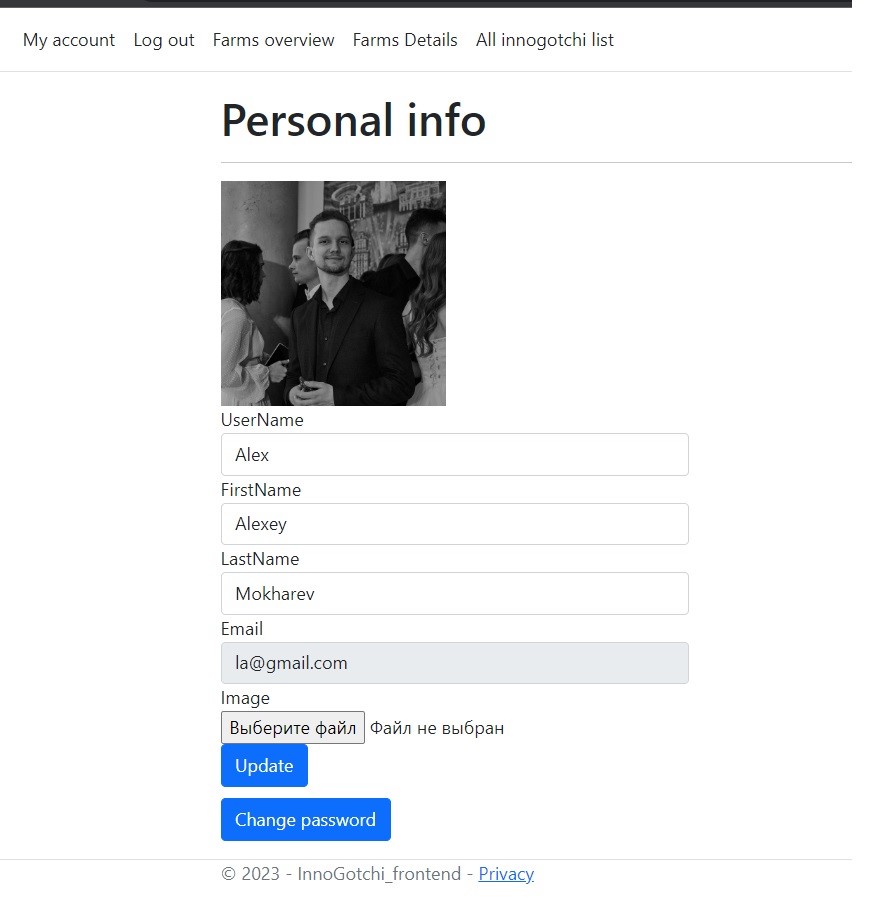 My account Log out Farms overview Farms Details All innogotchi list
Personal info
UserName
Alex
FirstName
Alexey
LastName
Mokharev
Email
la@gmail.com
Image
Выберите файл Файл не выбран
Update
Change password
© 2023 - InnoGotchi_frontend - Privacy